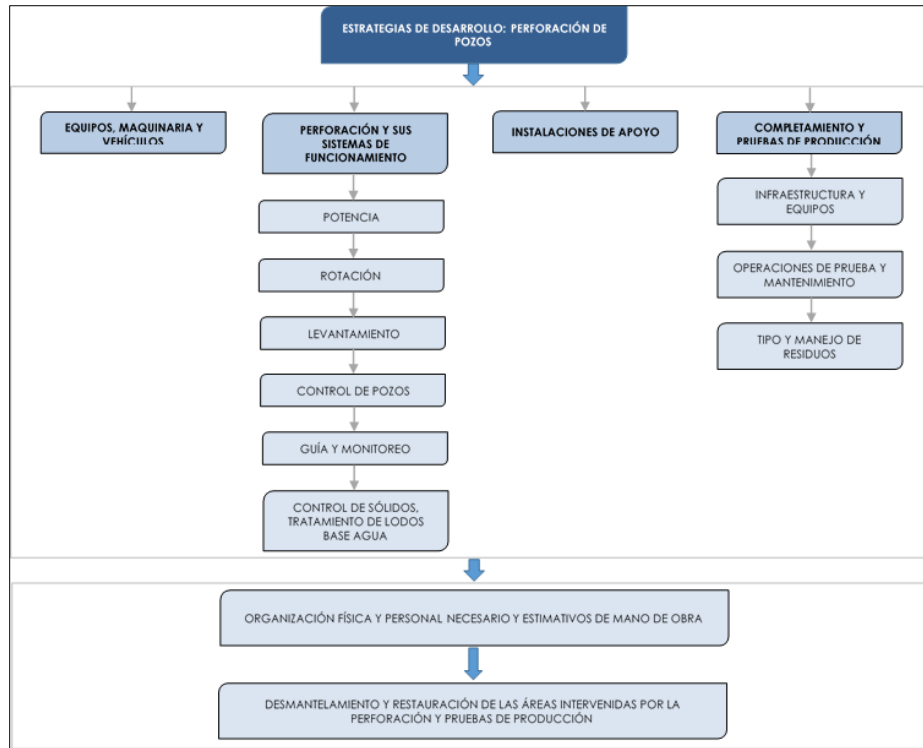 ESTRATEGIAS DE DESARROLLO: PERFORACIÓN DE
POZOS
EQUIPOS, MAQUINARIA Y
VEHÍCULOS
PERFORACIÓN Y SUS
SISTEMAS DE
FUNCIONAMIENTO
POTENCIA
ROTACIÓN
LEVANTAMIENTO
CONTROL DE POZOS
GUÍA Y MONITOREO
CONTROL DE SÓLIDOS,
TRATAMIENTO DE LODOS
BASE AGUA
INSTALACIONES DE APOYO
COMPLETAMIENTO Y
PRUEBAS DE PRODUCCIÓN
INFRAESTRUCTURA Y
EQUIPOS
OPERACIONES DE PRUEBA Y
MANTENIMIENTO
TIPO Y MANEJO DE
RESIDUOS
ORGANIZACIÓN FÍSICA Y PERSONAL NECESARIO Y ESTIMATIVOS DE MANO DE OBRA
DESMANTELAMIENTO Y RESTAURACIÓN DE LAS ÁREAS INTERVENIDAS POR LA
PERFORACIÓN Y PRUEBAS DE PRODUCCIÓN